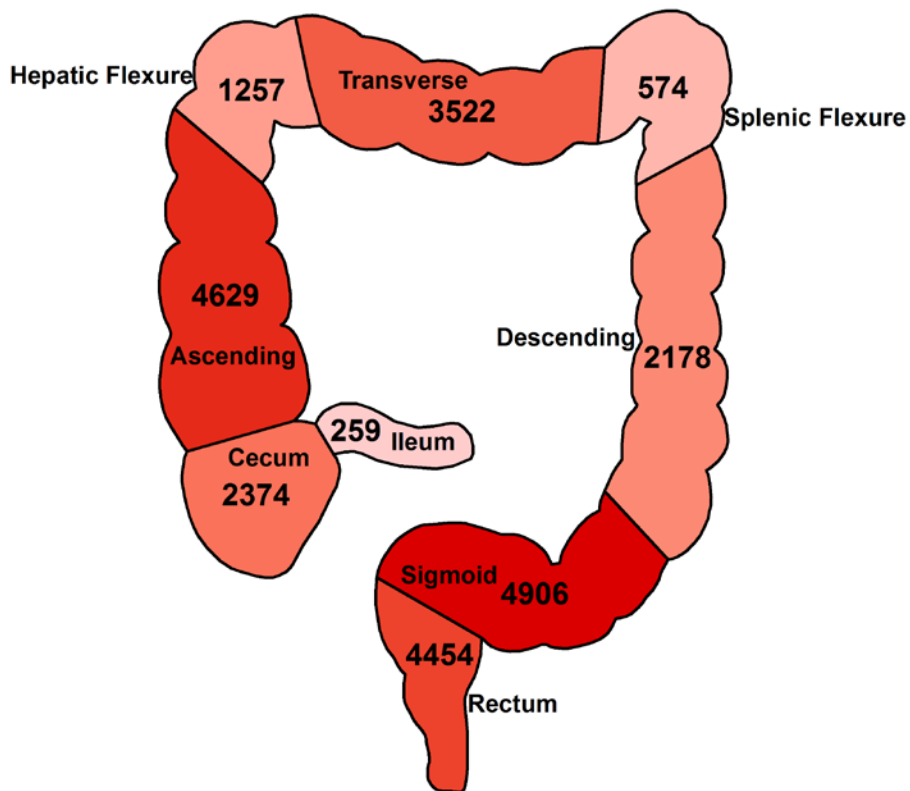 Hepatic Flexure
1257
Transverse
3522
574
Splenic Flexure
4629
Ascending
Descending
2178
259 Ileum
Cecum
2374
Sigmoid
4906
4454
Rectum